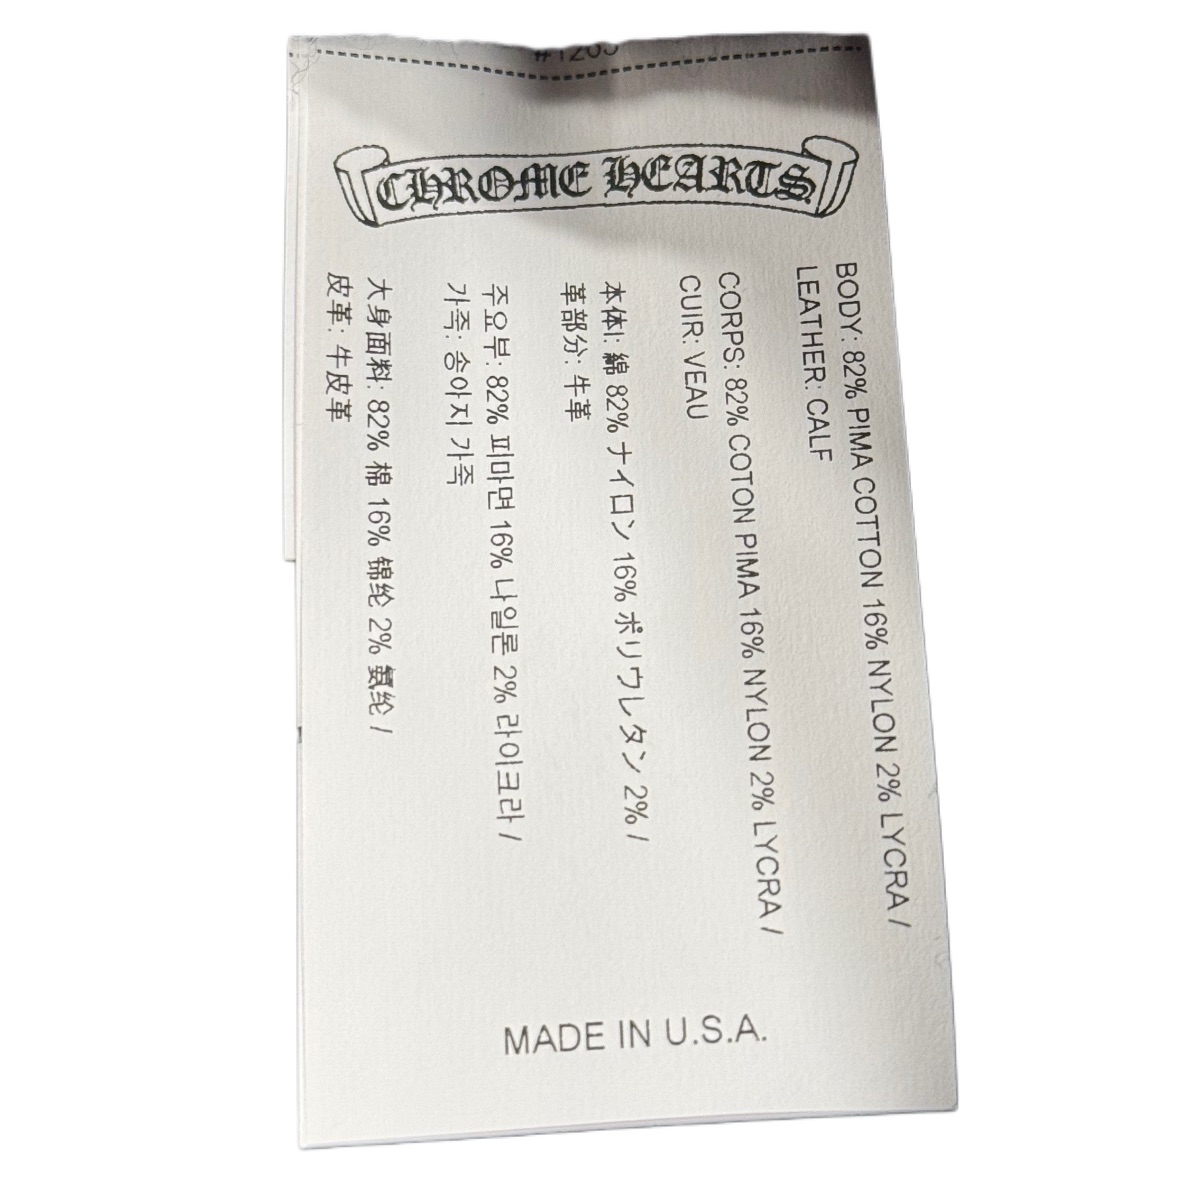 CHROME HEARTS
BODY: 82% PIMA COTTON 16% NYLON 2% LYCRA /
LEATHER: CALF
CORPS: 82% COTON PIMA 16% NYLON 2% LYCRA /
CUIR: VEAU
本体l: 綿 82% ナイロン 16% ポリウレタン 2% /
革部分: 牛革
주요부: 82% 피마면 16% 나일론 2% 라이크라 /
가죽: 송아지 가죽
大身面料: 82% 棉 16% 锦纶 2% 氨纶 /
皮革: 牛皮革
MADE IN U.S.A.